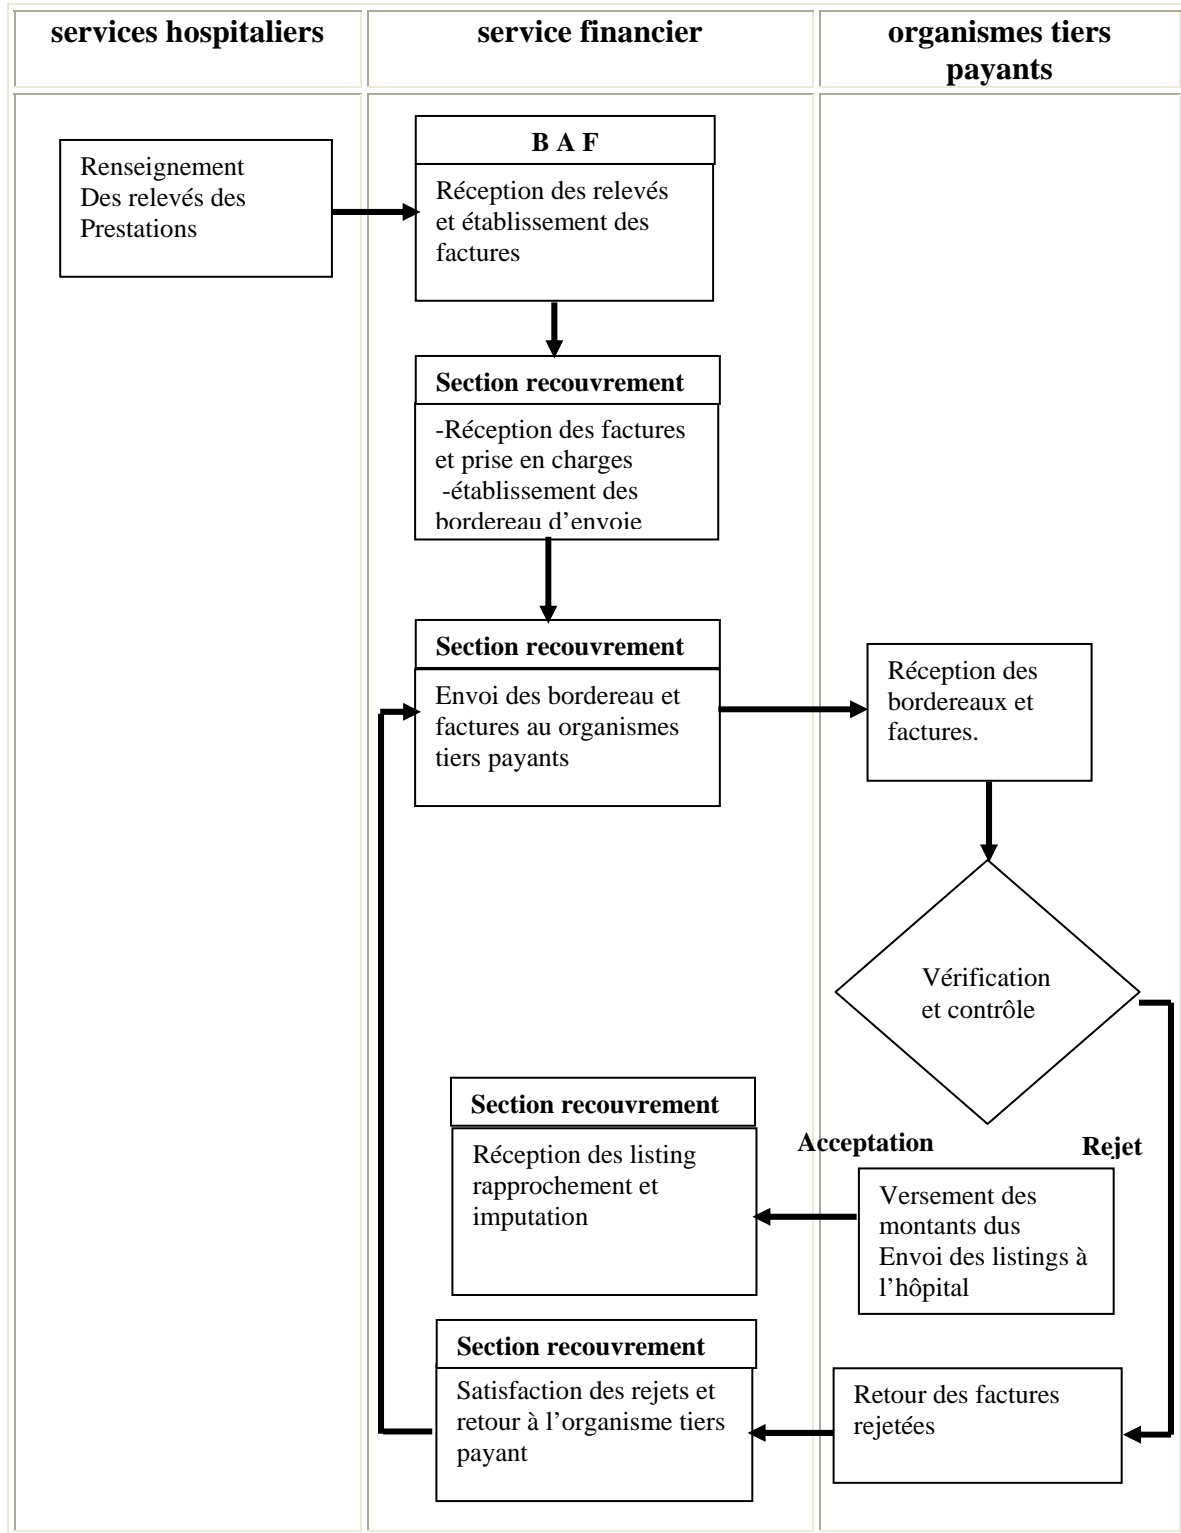 services hospitaliers
service financier
organismes tiers
payants
Renseignement
Des relevés des
Prestations
B A F
Réception des relevés
et établissement des
factures
Section recouvrement
-Réception des factures
et prise en charges
-établissement des
bordereau d’envoie
Section recouvrement
Envoi des bordereau et
factures au organismes
tiers payants
Réception des
bordereaux et
factures.
Vérification
et contrôle
Acceptation
Rejet
Section recouvrement
Réception des listing
rapprochement et
imputation
Versement des
montants dus
Envoi des listings à
l’hôpital
Section recouvrement
Satisfaction des rejets et
retour à l’organisme tiers
payant
Retour des factures
rejetées